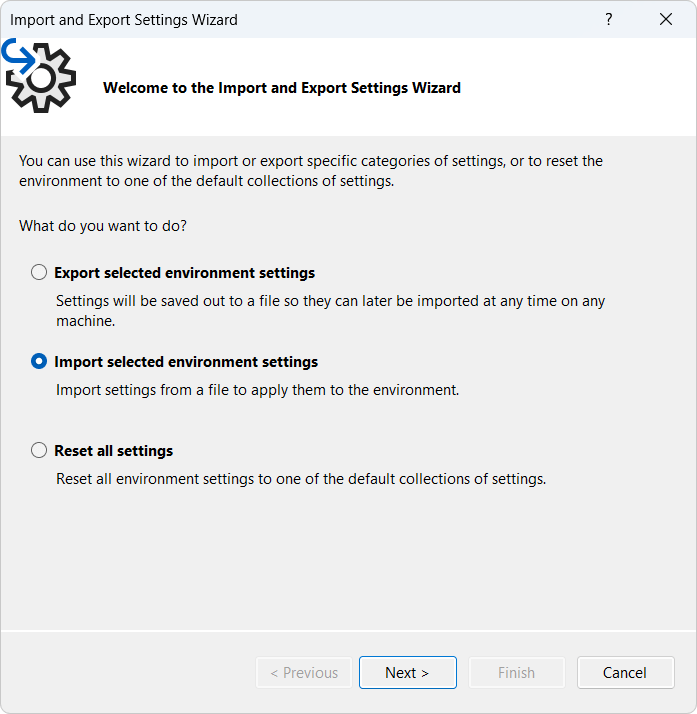 Import and Export Settings Wizard
?
Welcome to the Import and Export Settings Wizard
You can use this wizard to import or export specific categories of settings, or to reset the
environment to one of the default collections of settings.
What do you want to do?
Export selected environment settings
Settings will be saved out to a file so they can later be imported at any time on any
machine.
Import selected environment settings
Import settings from a file to apply them to the environment.
Reset all settings
Reset all environment settings to one of the default collections of settings.
< Previous
Next >
Finish
Cancel